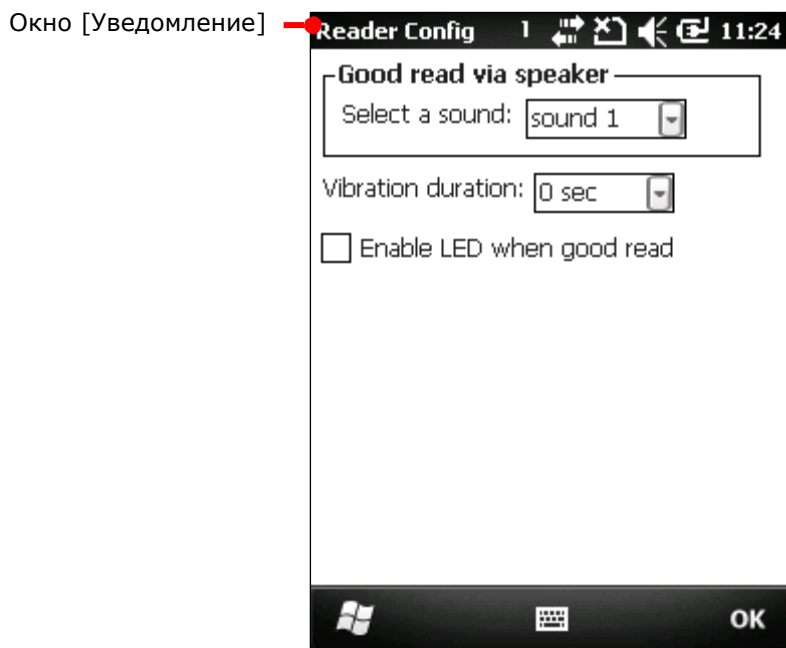 Окно [Уведомление]
Reader Config 1 11:24
Good read via speaker
Select a sound: sound 1
Vibration duration: 0 sec
Enable LED when good read
OK